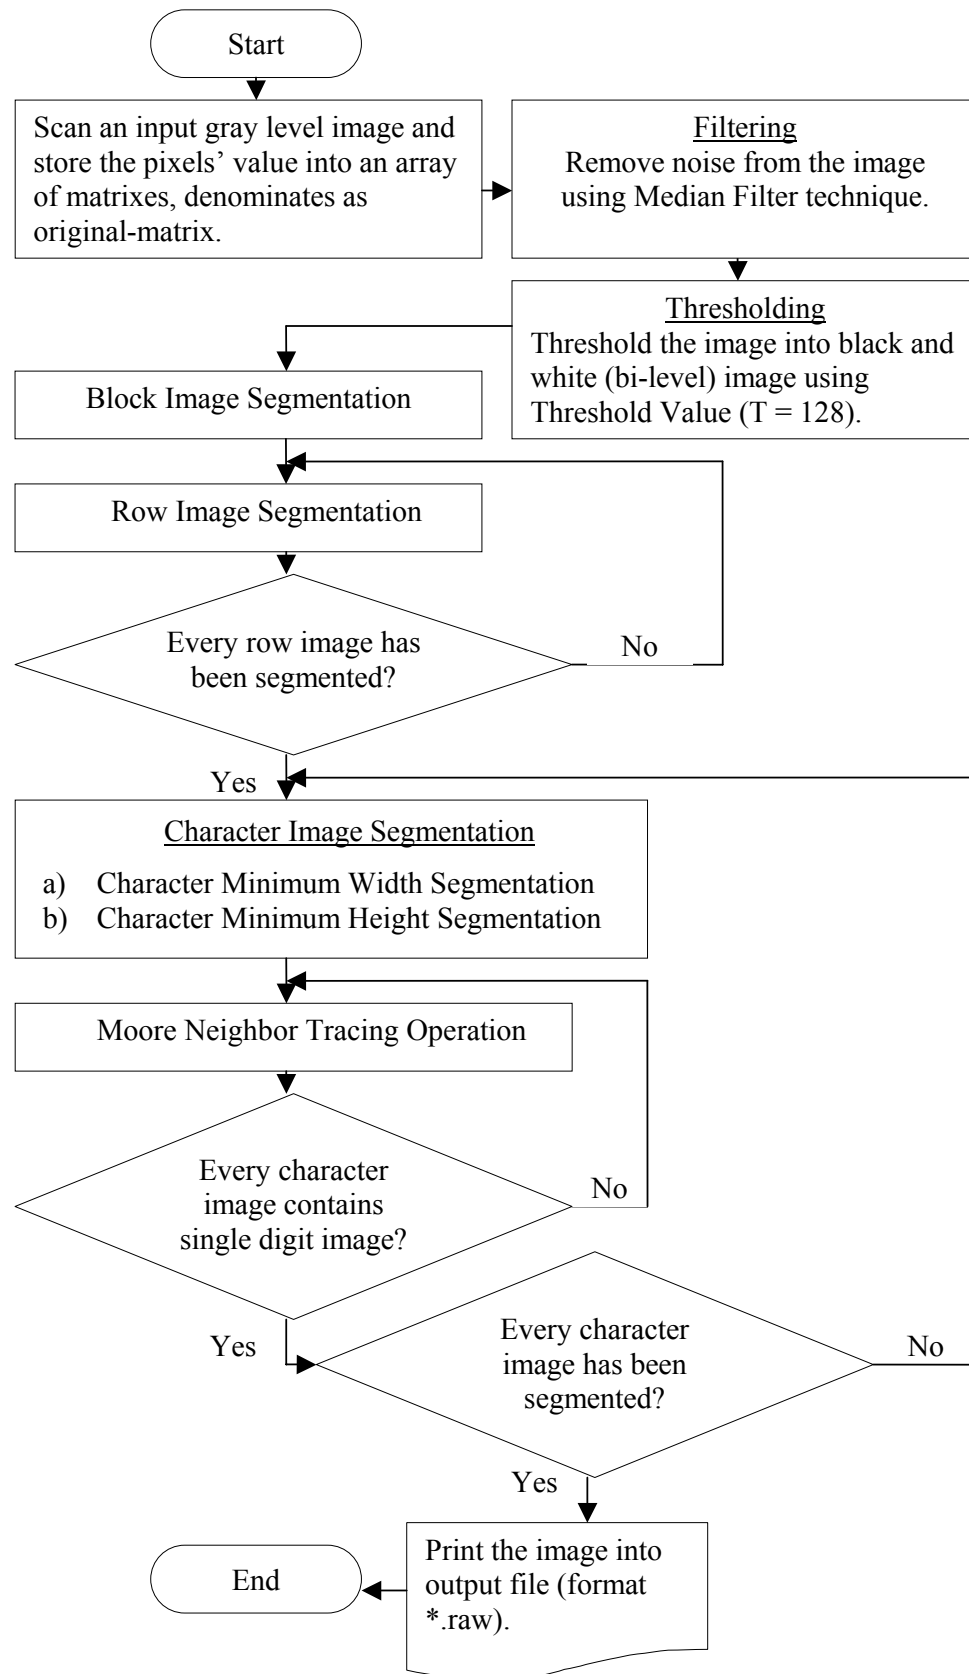 Start
Scan an input gray level image and
store the pixels’ value into an array
of matrixes, denominates as
original-matrix.
Filtering
Remove noise from the image
using Median Filter technique.
Thresholding
Threshold the image into black and
white (bi-level) image using
Threshold Value (T = 128).
Block Image Segmentation
Row Image Segmentation
Every row image has
been segmented?
No
Yes
Character Image Segmentation
a) Character Minimum Width Segmentation
b) Character Minimum Height Segmentation
Moore Neighbor Tracing Operation
Every character
image contains
single digit image?
No
Yes
Every character
image has been
segmented?
No
Yes
Print the image into
output file (format
*.raw).
End